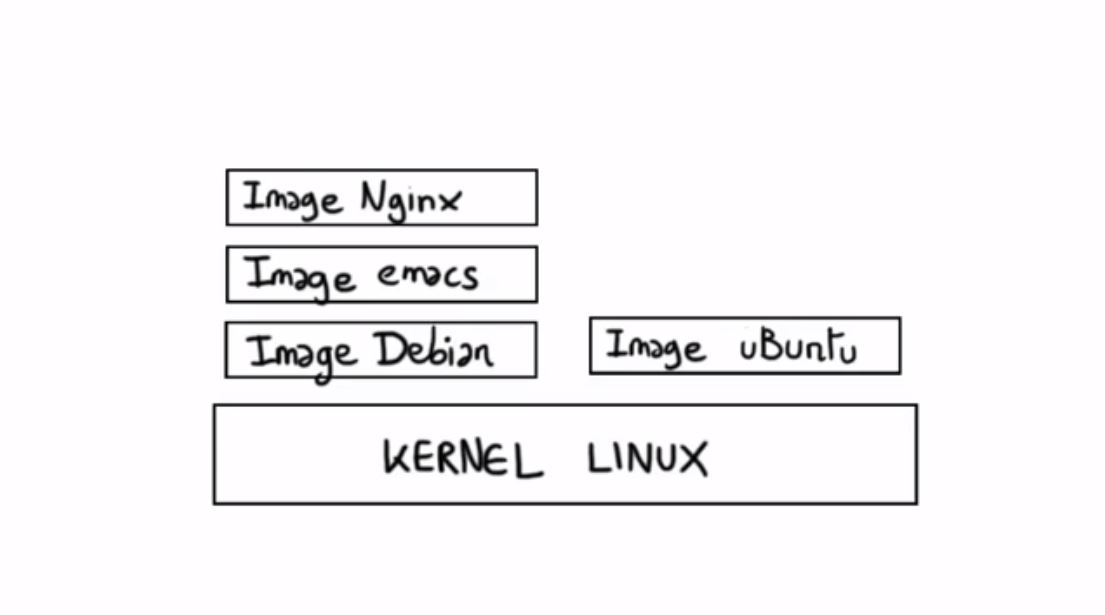 Image Nginx
Image emacs
Image Debian
Image uBuntu
KERNEL LINUX